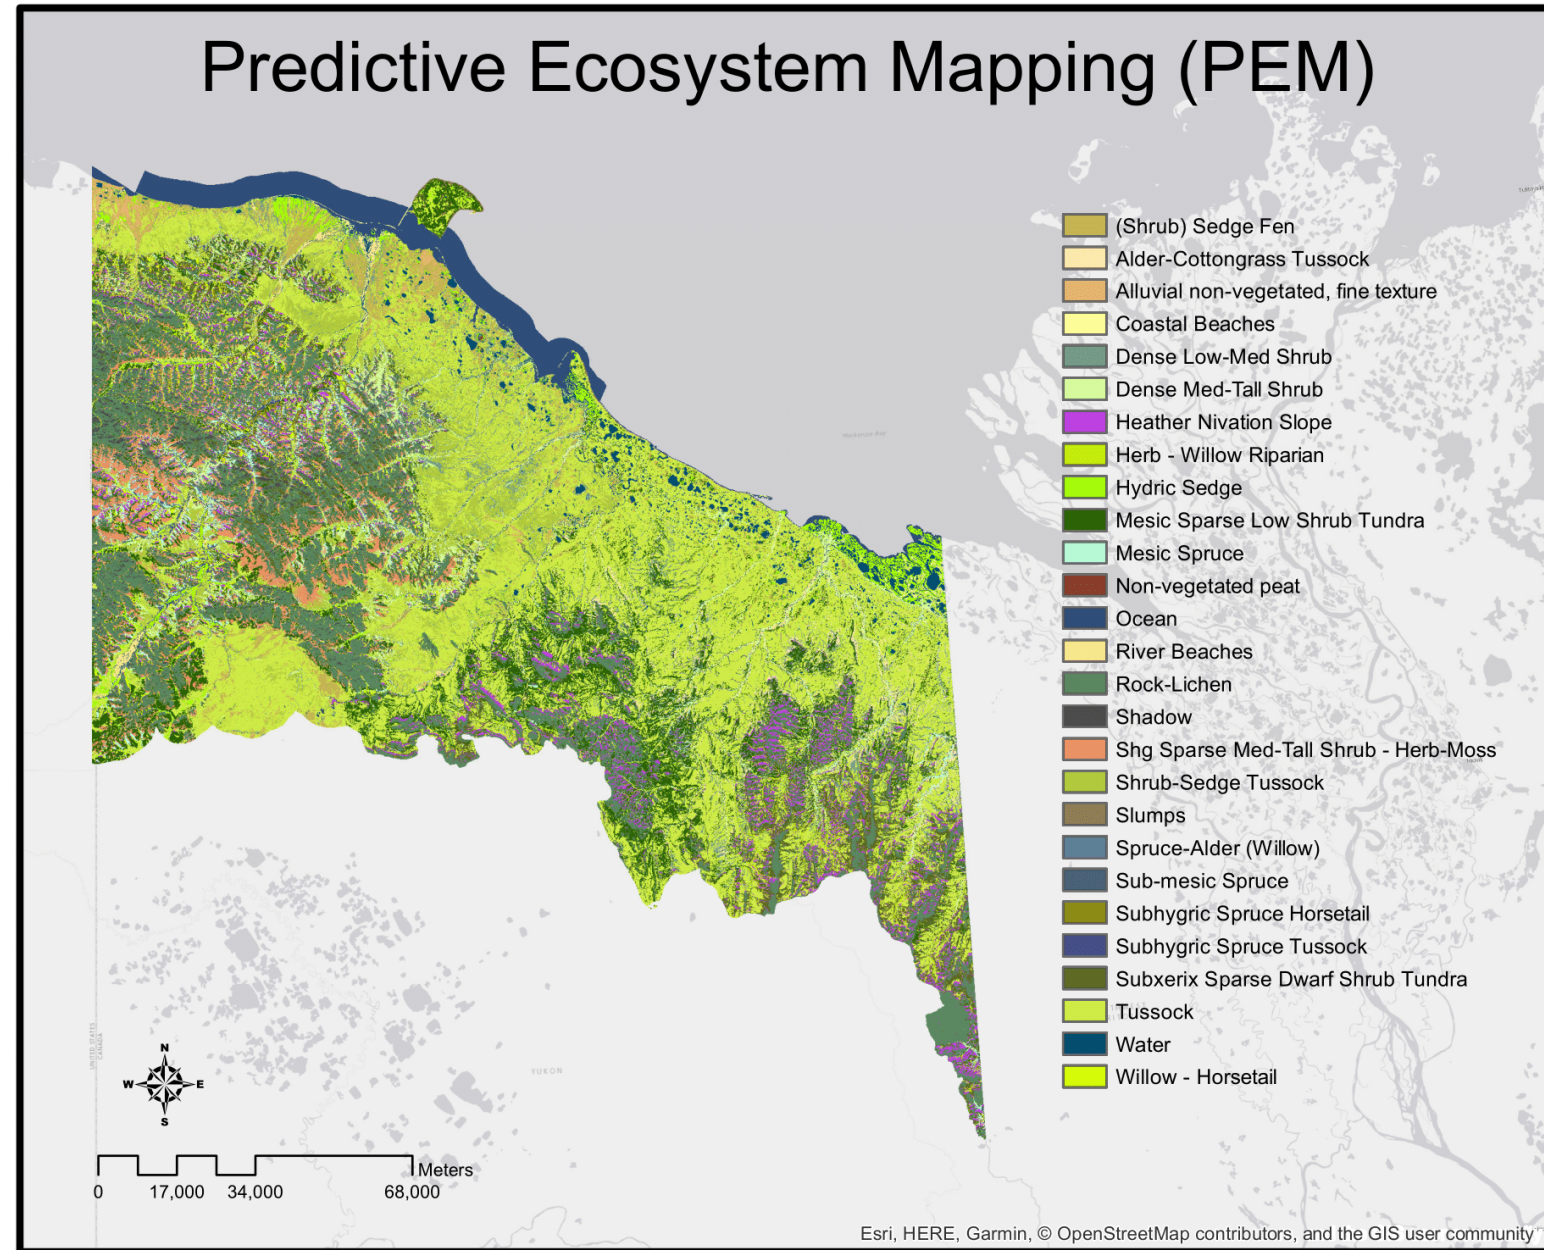 Predictive Ecosystem Mapping (PEM)
(Shrub) Sedge Fen
Alder-Cottongrass Tussock
Alluvial non-vegetated, fine texture
Coastal Beaches
Dense Low-Med Shrub
Dense Med-Tall Shrub
Heather Nivation Slope
Herb - Willow Riparian
Hydric Sedge
Mesic Sparse Low Shrub Tundra
Mesic Spruce
Non-vegetated peat
Ocean
River Beaches
Rock-Lichen
Shadow
Shg Sparse Med-Tall Shrub - Herb-Moss
Shrub-Sedge Tussock
Slumps
Spruce-Alder (Willow)
Sub-mesic Spruce
Subhygric Spruce Horsetail
Subhygric Spruce Tussock
Subxerix Sparse Dwarf Shrub Tundra
Tussock
Water
Willow - Horsetail
Mackenzie Bay
UNITED STATES
CANADA
YUKON
N
W E
S
Meters
0 17,000 34,000 68,000
Esri, HERE, Garmin, © OpenStreetMap contributors, and the GIS user community